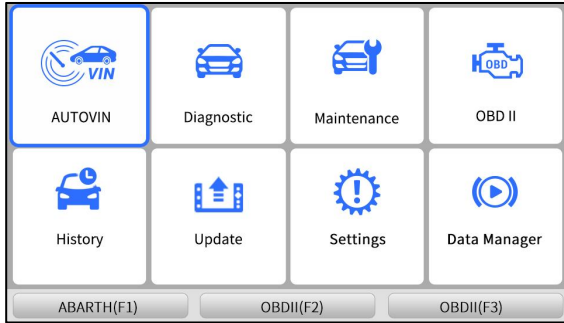 VIN
OBD
AUTOVIN
Diagnostic
Maintenance
OBD II
History
Update
Settings
Data Manager
ABARTH(F1)
OBDII(F2)
OBDII(F3)